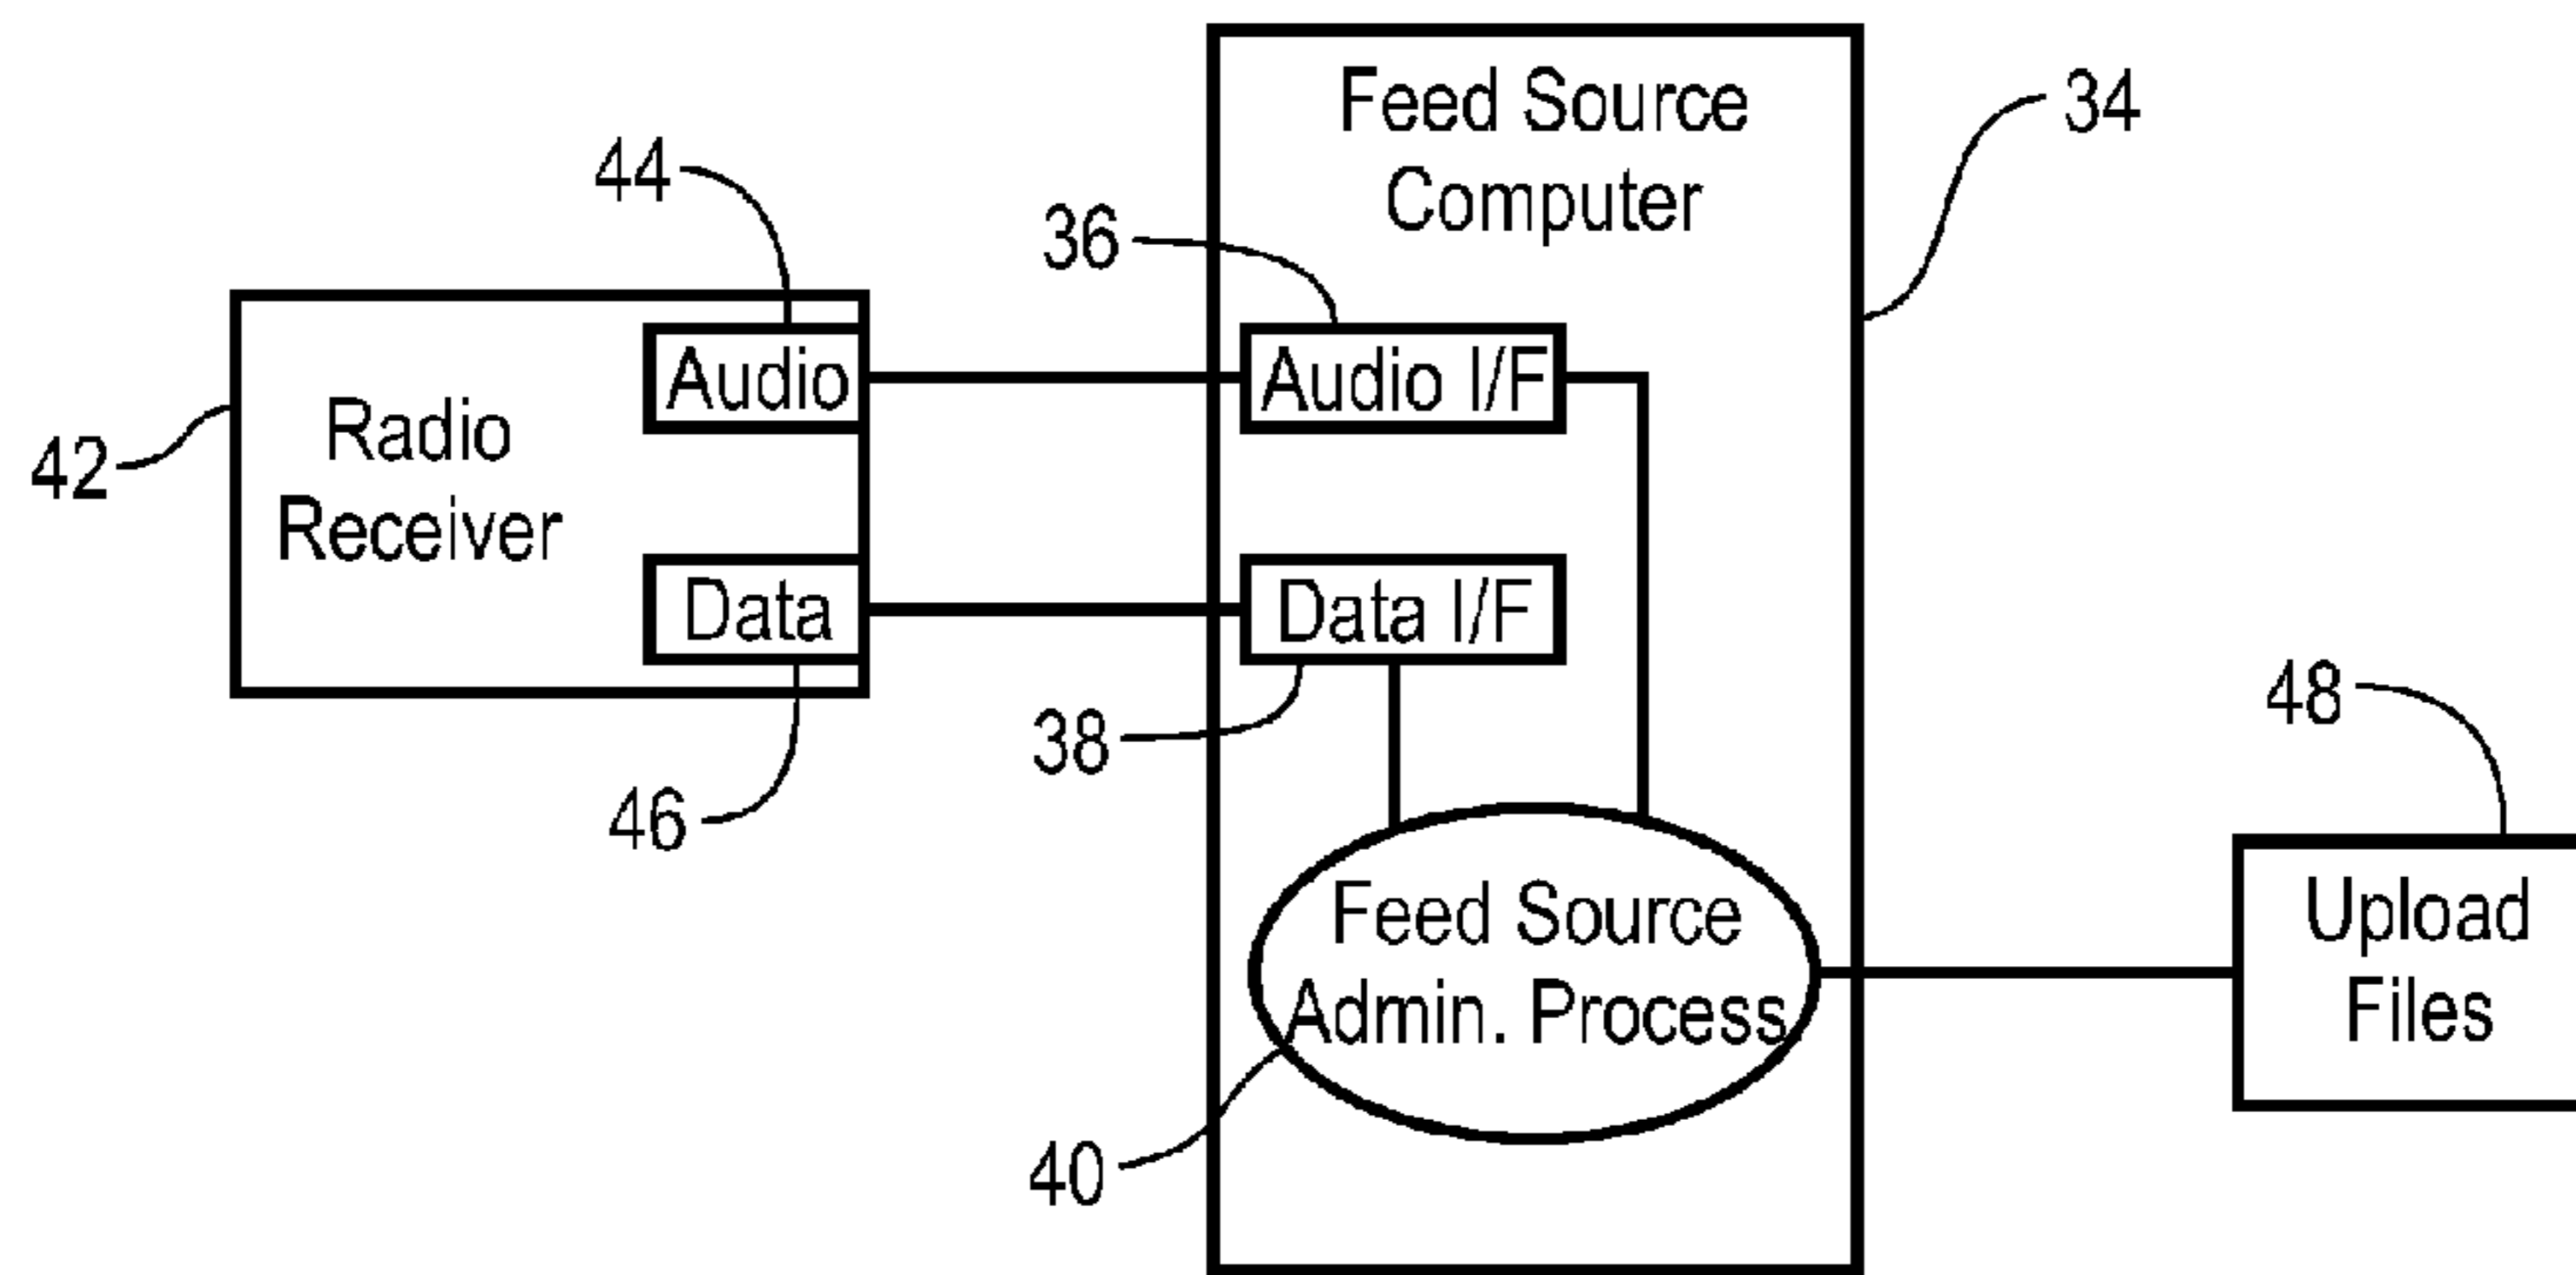 Feed Source
Computer
34
44
36
Audio
Audio I/F
42
Radio
Receiver
Data
Data I/F
38
46
48
Upload
Files
Feed Source
Admin. Process
40